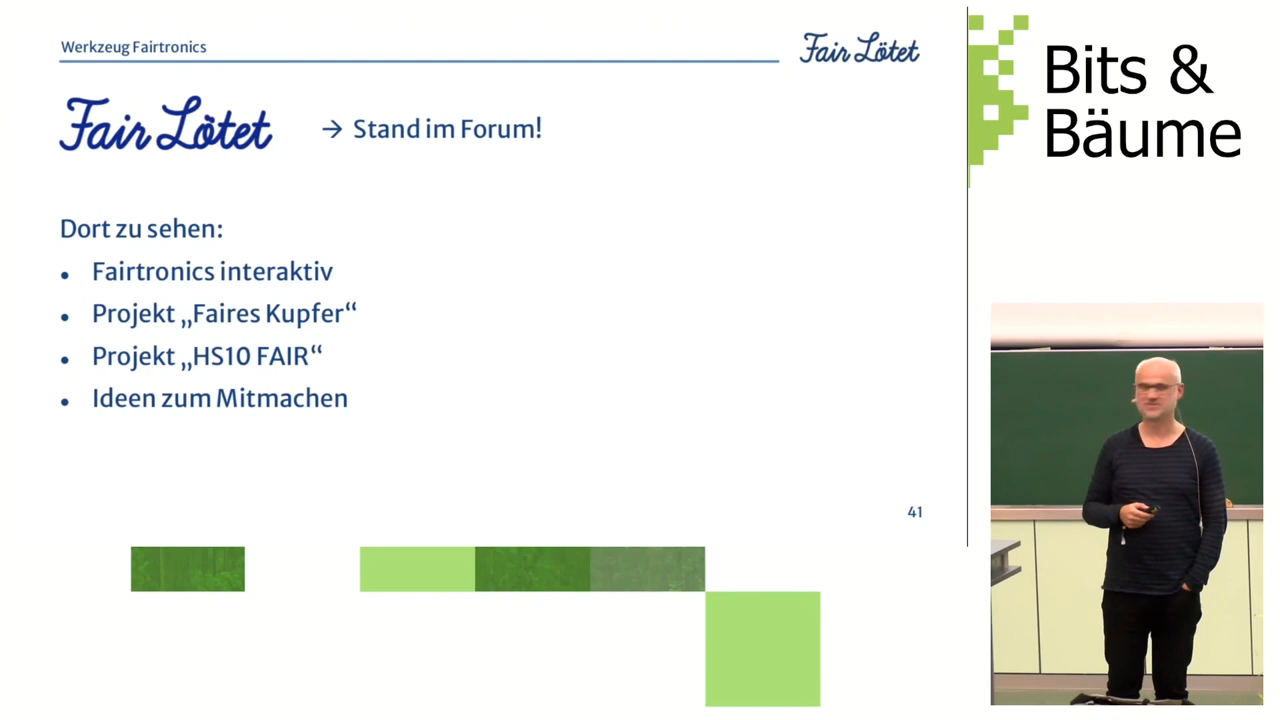 Werkzeug Fairtronics
Fair Lötet
Fair Lötet
→ Stand im Forum!
Dort zu sehen:
• Fairtronics interaktiv
• Projekt „Faires Kupfer“
• Projekt „HS10 FAIR“
• Ideen zum Mitmachen
41
Bits &
Bäume